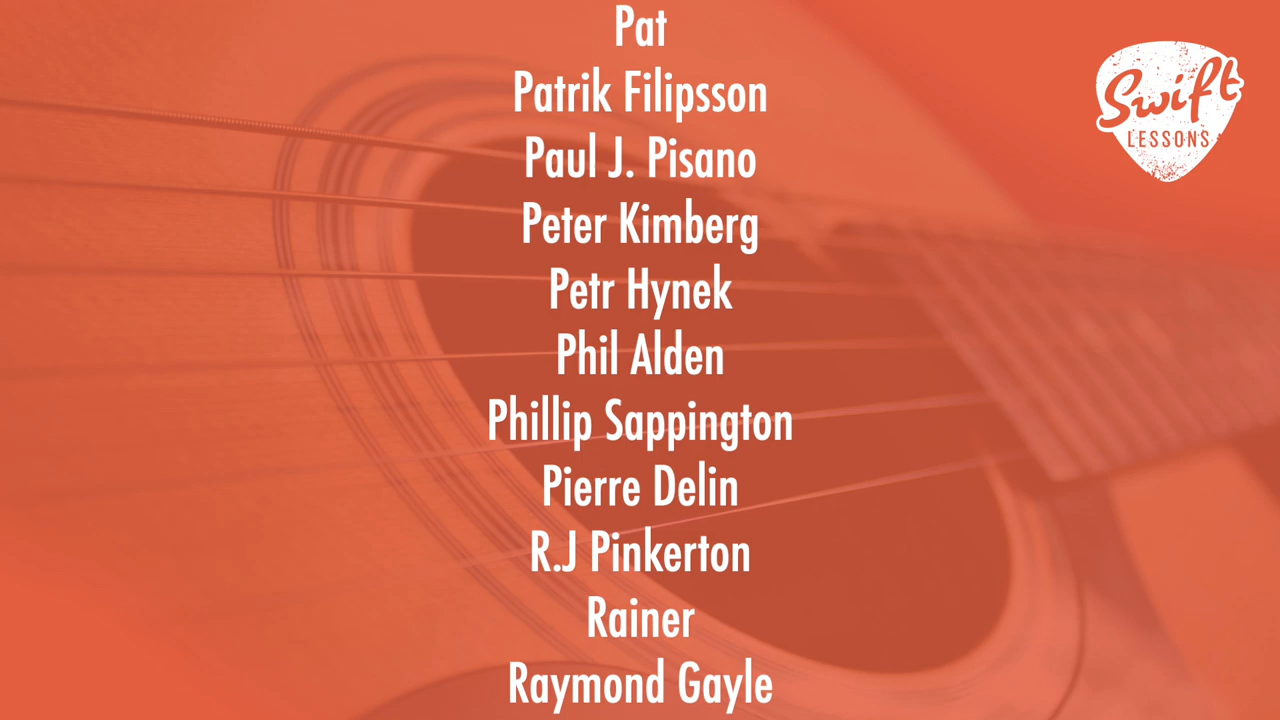 Pat
Patrik Filipsson
Paul J. Pisano
Peter Kimberg
Petr Hynek
Phil Alden
Phillip Sappington
Pierre Delin
R.J Pinkerton
Rainer
Raymond Gayle
Swift
LESSONS